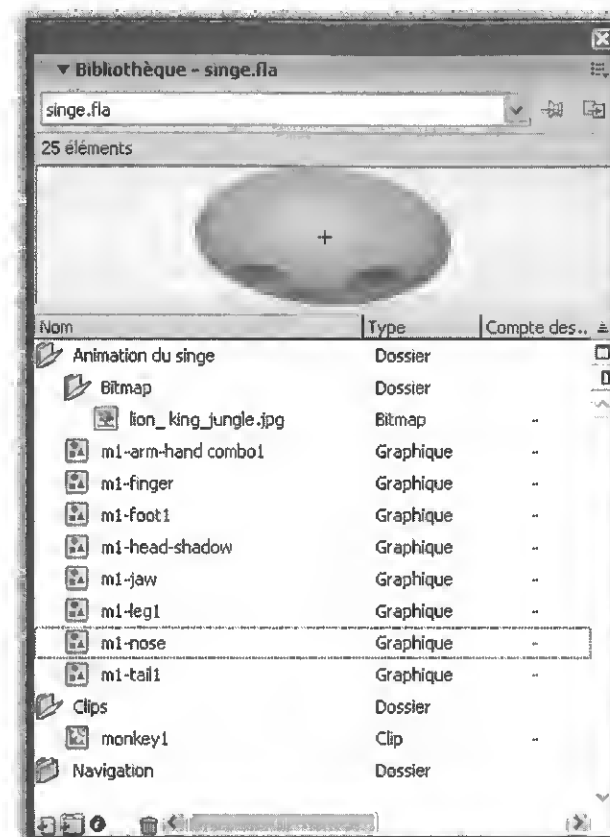 ▼ Bibliothèque - singe.fla
singe.fla
25 éléments
Nom Type Compte des..
Animation du singe Dossier
Bitmap Dossier
lion_king_jungle.jpg Bitmap --
m1-arm-hand combo1 Graphique --
m1-finger Graphique --
m1-foot1 Graphique --
m1-head-shadow Graphique --
m1-jaw Graphique --
m1-leg1 Graphique --
m1-nose Graphique --
m1-tail1 Graphique --
Clips Dossier
monkey1 Clip --
Navigation Dossier